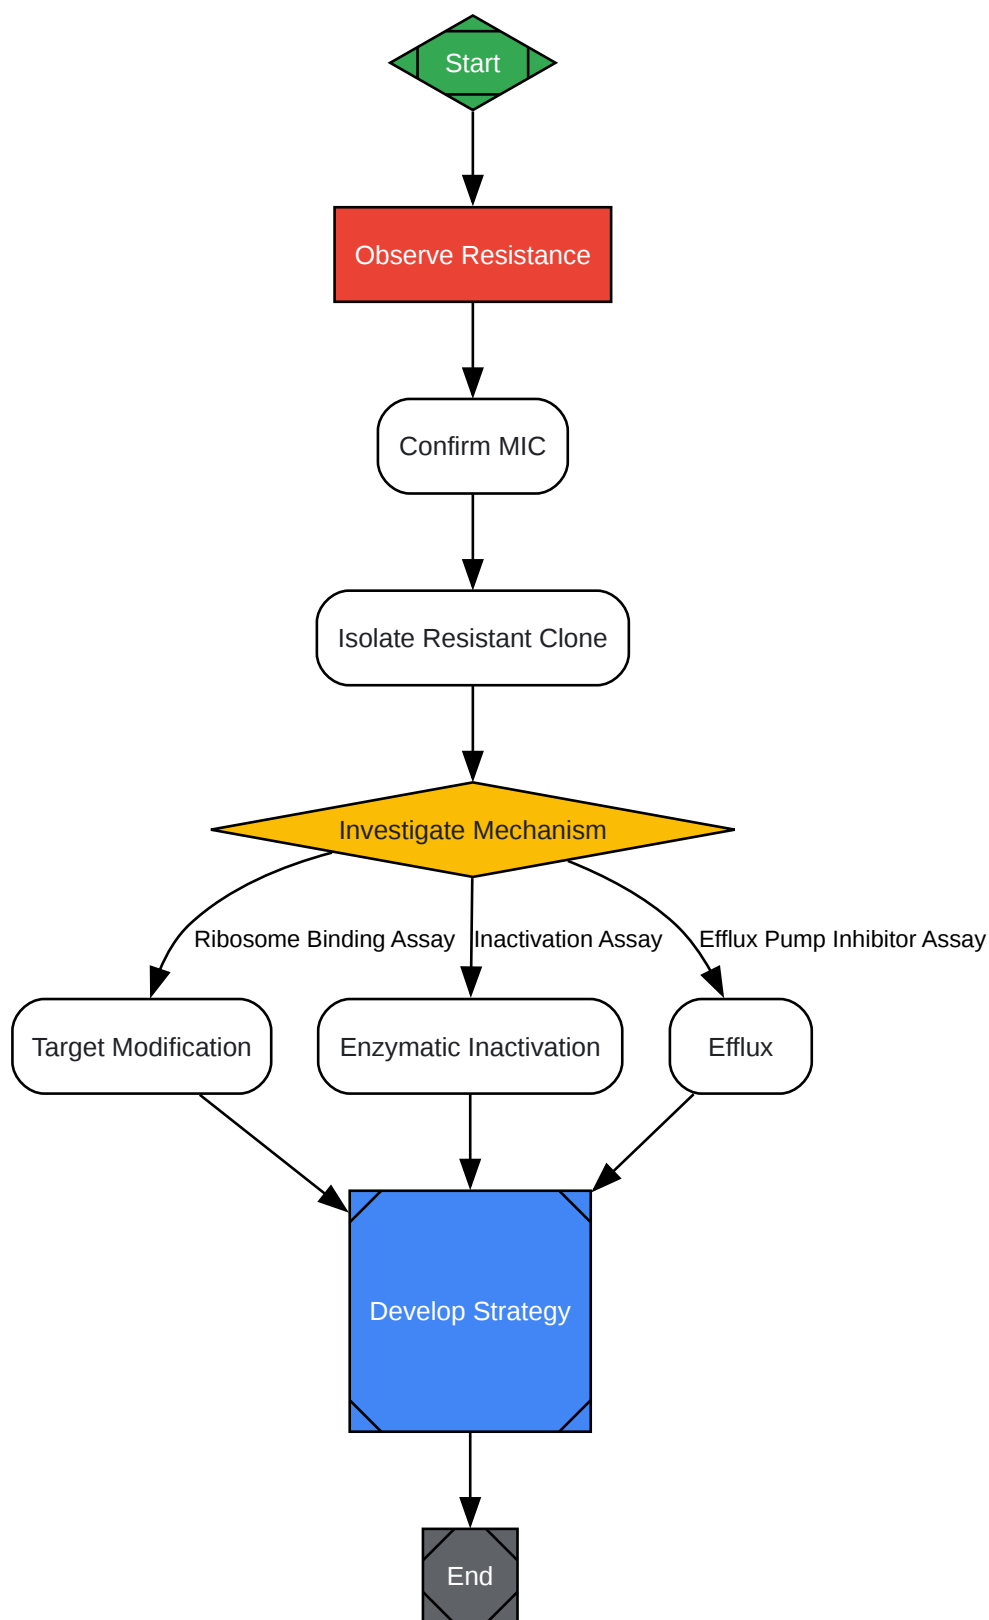 Start
Observe Resistance
Confirm MIC
Isolate Resistant Clone
Investigate Mechanism
Ribosome Binding Assay
Inactivation Assay
Efflux Pump Inhibitor Assay
Target Modification
Enzymatic Inactivation
Efflux
Develop Strategy
End